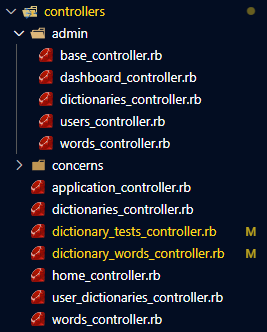 controllers
admin
base_controller.rb
dashboard_controller.rb
dictionaries_controller.rb
users_controller.rb
words_controller.rb
concerns
application_controller.rb
dictionaries_controller.rb
dictionary_tests_controller.rb M
dictionary_words_controller.rb M
home_controller.rb
user_dictionaries_controller.rb
words_controller.rb